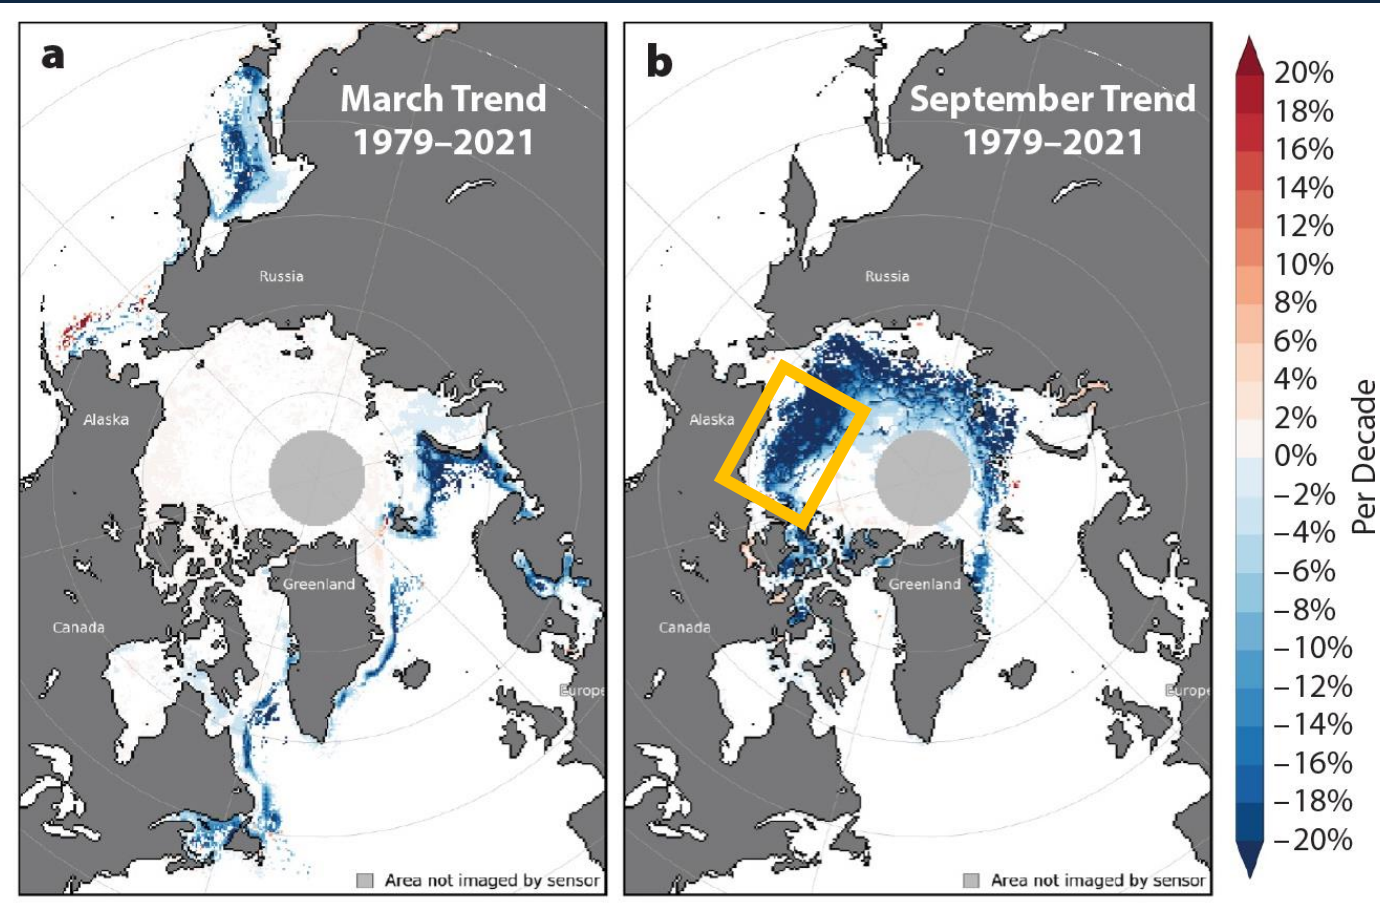 a
March Trend
1979–2021
Russia
Alaska
Greenland
Canada
Europe
Area not imaged by sensor
b
September Trend
1979–2021
Russia
Alaska
Greenland
Canada
Europe
Area not imaged by sensor
20%
18%
16%
14%
12%
10%
8%
6%
4%
2%
0%
−2%
−4%
−6%
−8%
−10%
−12%
−14%
−16%
−18%
−20%
Per Decade